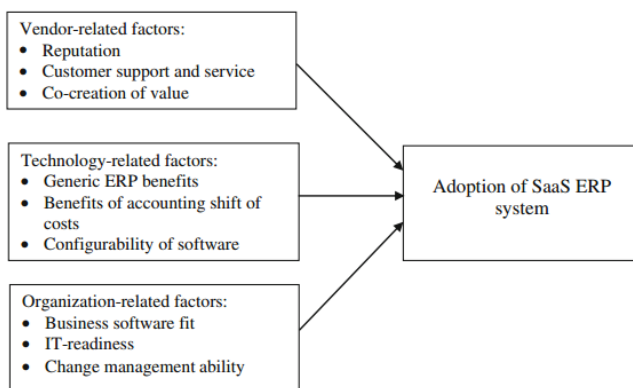 Vendor-related factors:
• Reputation
• Customer support and service
• Co-creation of value
Technology-related factors:
• Generic ERP benefits
• Benefits of accounting shift of
costs
• Configurability of software
Organization-related factors:
• Business software fit
• IT-readiness
• Change management ability
Adoption of SaaS ERP
system